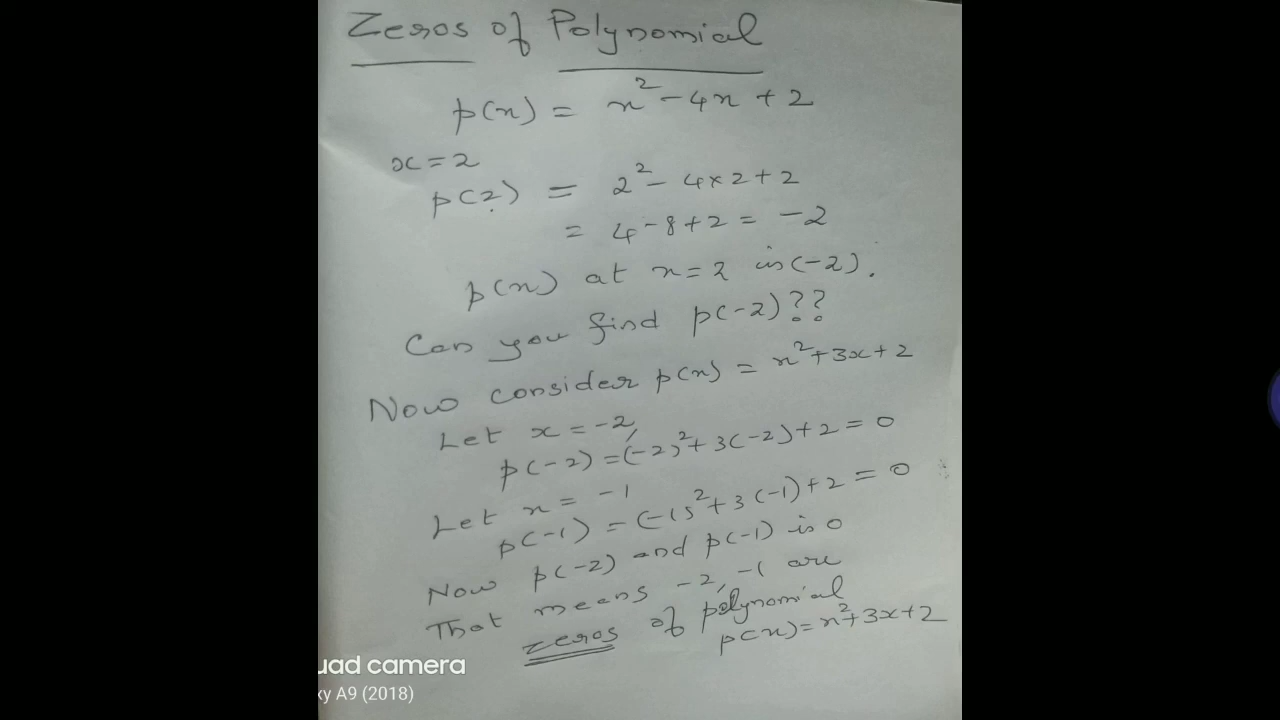 Zeros of Polynomial
p(x) = x² - 4x + 2
x = 2
p(2) = 2² - 4×2 + 2
= 4 - 8 + 2 = -2
p(x) at x = 2 is (-2).
Can you find p(-2)??
Now consider p(x) = x² + 3x + 2
Let x = -2,
p(-2) = (-2)² + 3(-2) + 2 = 0
Let x = -1
p(-1) = (-1)² + 3(-1) + 2 = 0
Now p(-2) and p(-1) is 0
That means -2, -1 are
zeros of polynomial
p(x) = x² + 3x + 2
uad camera
xy A9 (2018)